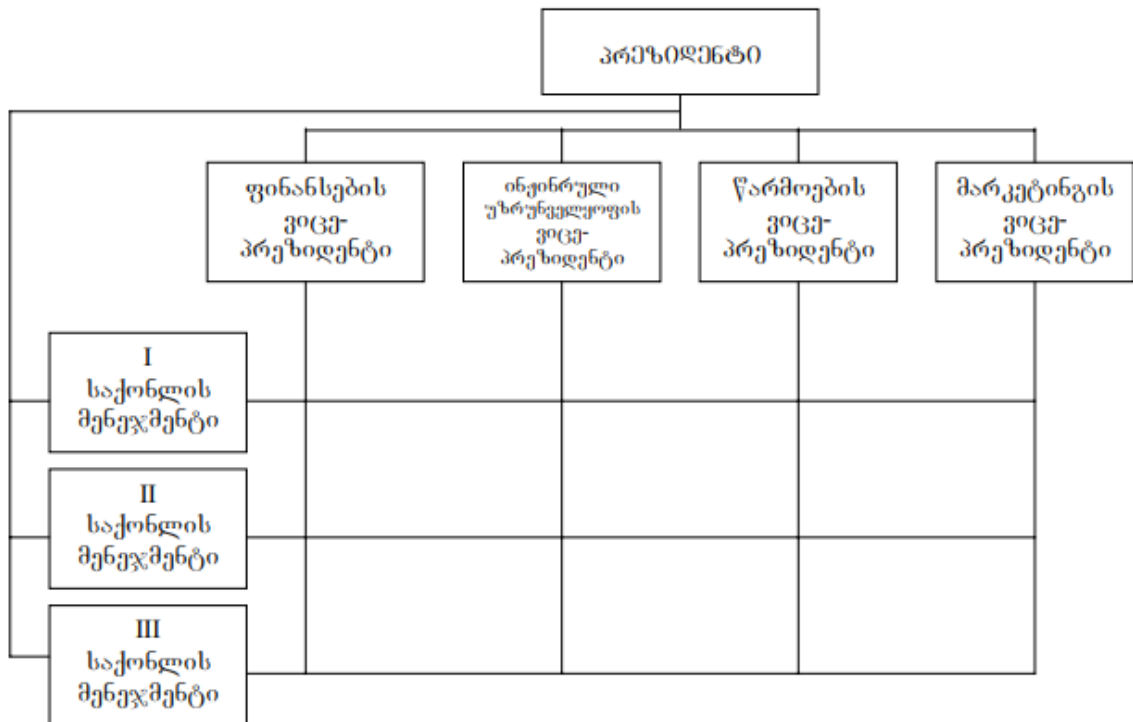 პრეზიდენტი
ფინანსების
ვიცე-
პრეზიდენტი
ინჟინრული
უზრუნველყოფის
ვიცე-
პრეზიდენტი
წარმოების
ვიცე-
პრეზიდენტი
მარკეტინგის
ვიცე-
პრეზიდენტი
I
საქონლის
მენეჯმენტი
II
საქონლის
მენეჯმენტი
III
საქონლის
მენეჯმენტი